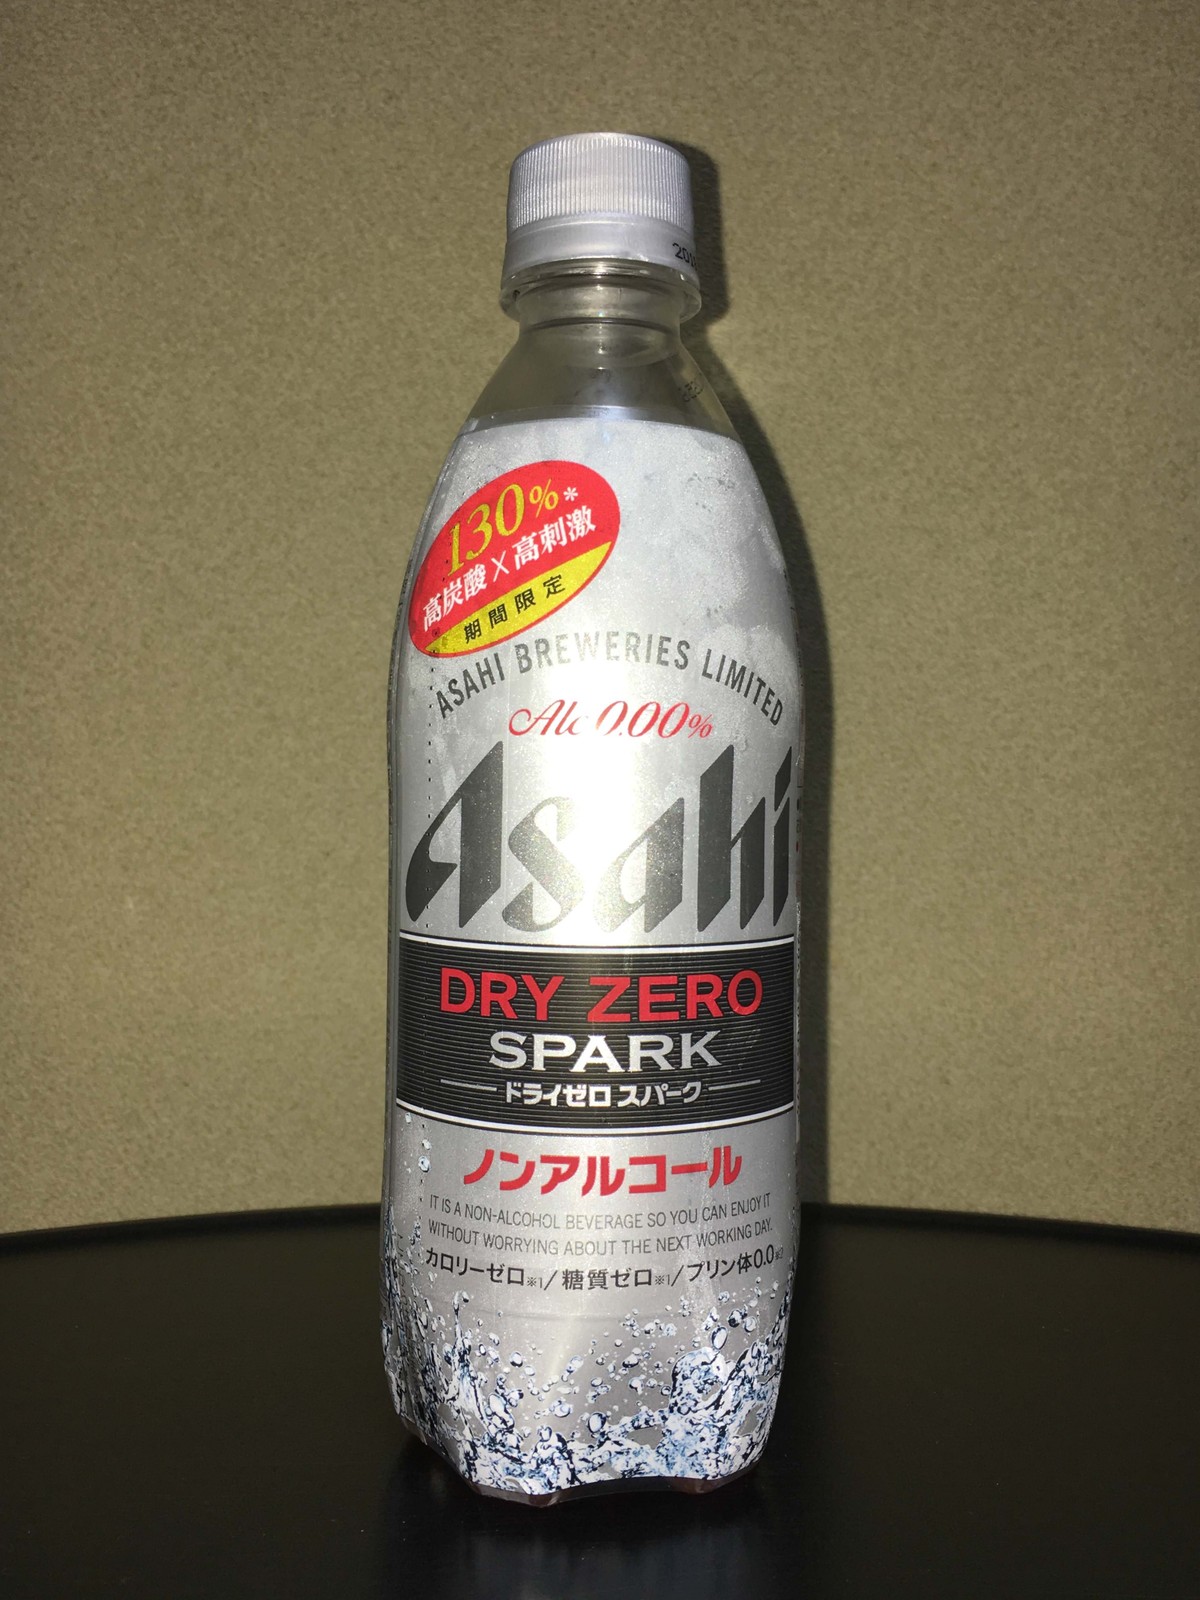 130%*
高炭酸×高刺激
期間限定
ASAHI BREWERIES LIMITED
Alc 0.00%
Asahi
DRY ZERO
SPARK
ドライゼロ スパーク
ノンアルコール
IT IS A NON-ALCOHOL BEVERAGE SO YOU CAN ENJOY IT
WITHOUT WORRYING ABOUT THE NEXT WORKING DAY.
カロリーゼロ※1/糖質ゼロ※1/プリン体0.0